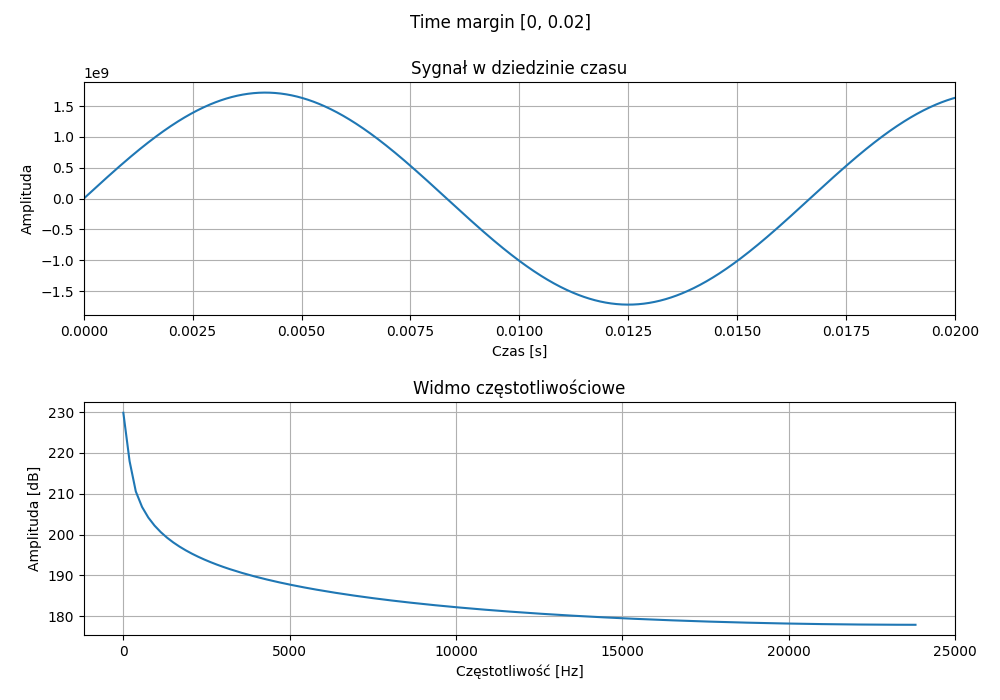 Time margin [0, 0.02]
Sygnał w dziedzinie czasu
1e9
1.5
1.0
0.5
0.0
−0.5
−1.0
−1.5
Amplituda
0.0000 0.0025 0.0050 0.0075 0.0100 0.0125 0.0150 0.0175 0.0200
Czas [s]
Widmo częstotliwościowe
230
220
210
200
190
180
Amplituda [dB]
0 5000 10000 15000 20000 25000
Częstotliwość [Hz]